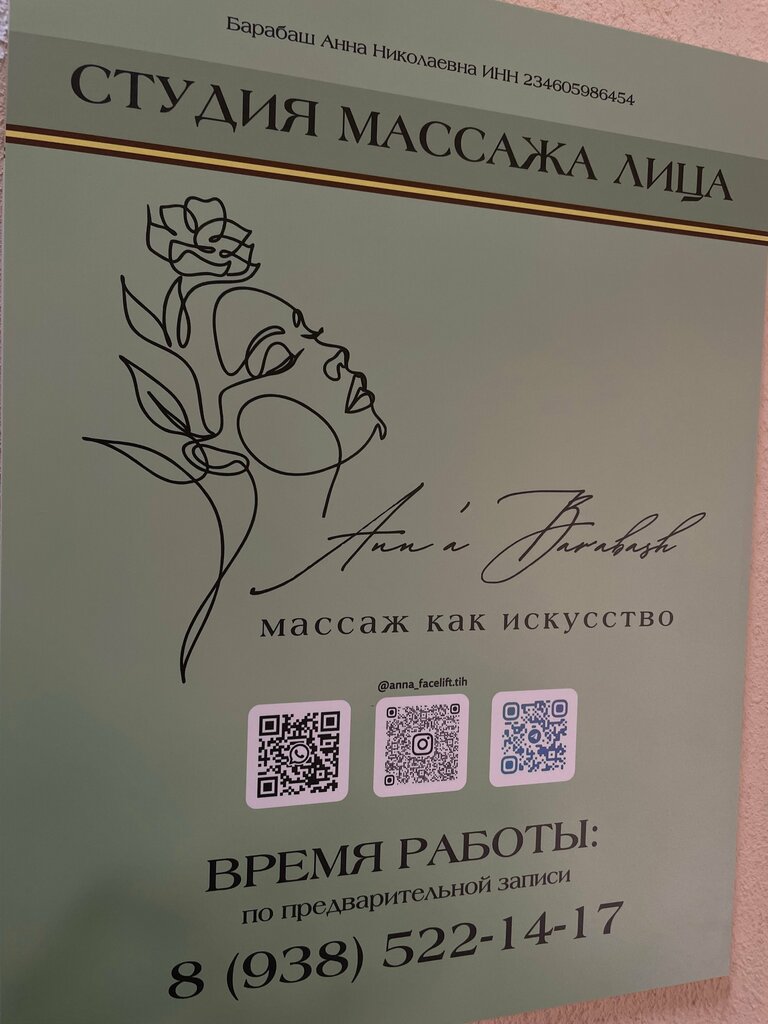 Барабаш Анна Николаевна ИНН 234605986454
СТУДИЯ МАССАЖА ЛИЦА
Ann'a Barabash
массаж как искусство
@anna_facelift.tih
ВРЕМЯ РАБОТЫ:
по предварительной записи
8 (938) 522-14-17